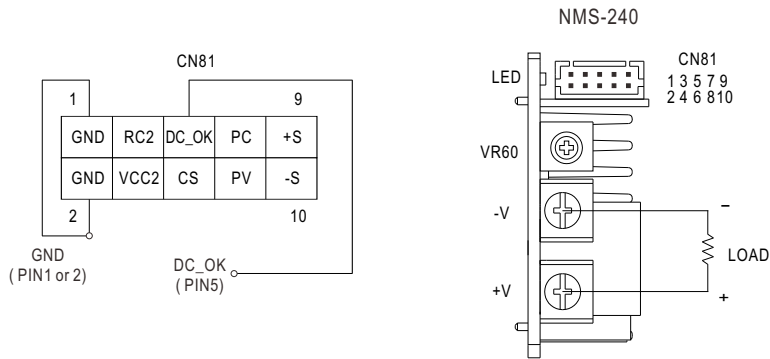 NMS-240
CN81
1 9
GND RC2 DC_OK PC +S
GND VCC2 CS PV -S
2 10
GND
( PIN1 or 2)
DC_OK
( PIN5)
LED
CN81
1 3 5 7 9
2 4 6 8 10
VR60
-V
+V
−
LOAD
+